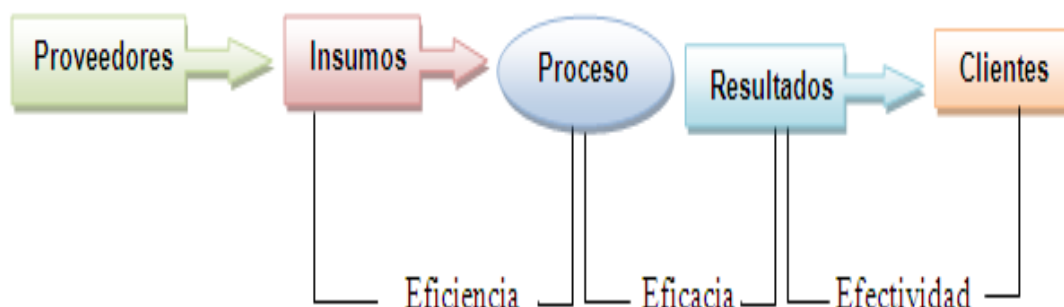 Proveedores
Insumos
Proceso
Resultados
Clientes
Eficiencia
Eficacia
Efectividad